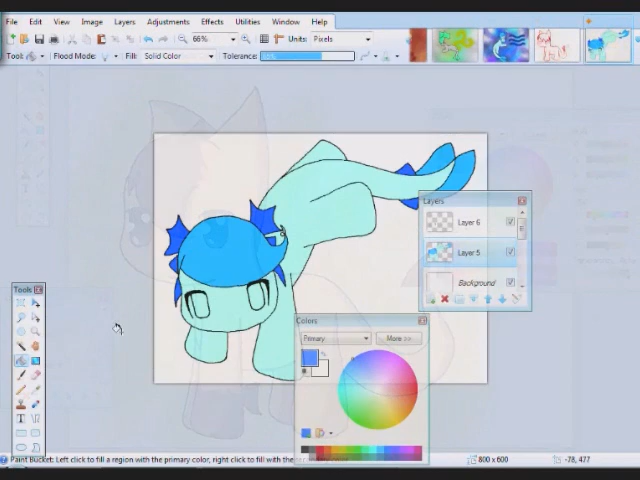 File Edit View Image Layers Adjustments Effects Utilities Window Help
66% Units: Pixels
Tool: Flood Mode: Fill: Solid Color Tolerance:
Layers
Layer 6
Layer 5
Background
Tools
Colors
Primary More >>
Paint Bucket: Left click to fill a region with the primary color, right click to fill with the 800 x 600 -78, 477